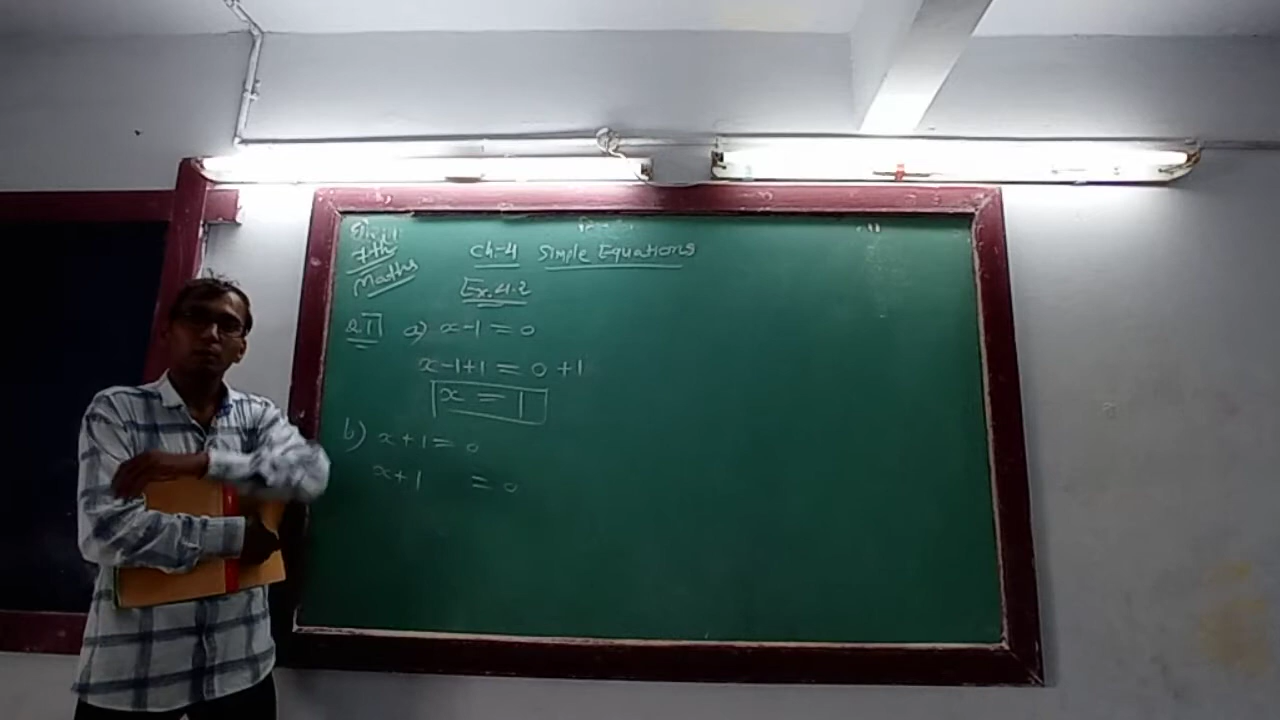 7th
Maths
Ch-4 Simple Equations
Ex. 4.2
Q1 a) x-1 = 0
x-1+1 = 0 +1
x = 1
b) x+1 = 0
x+1 = 0